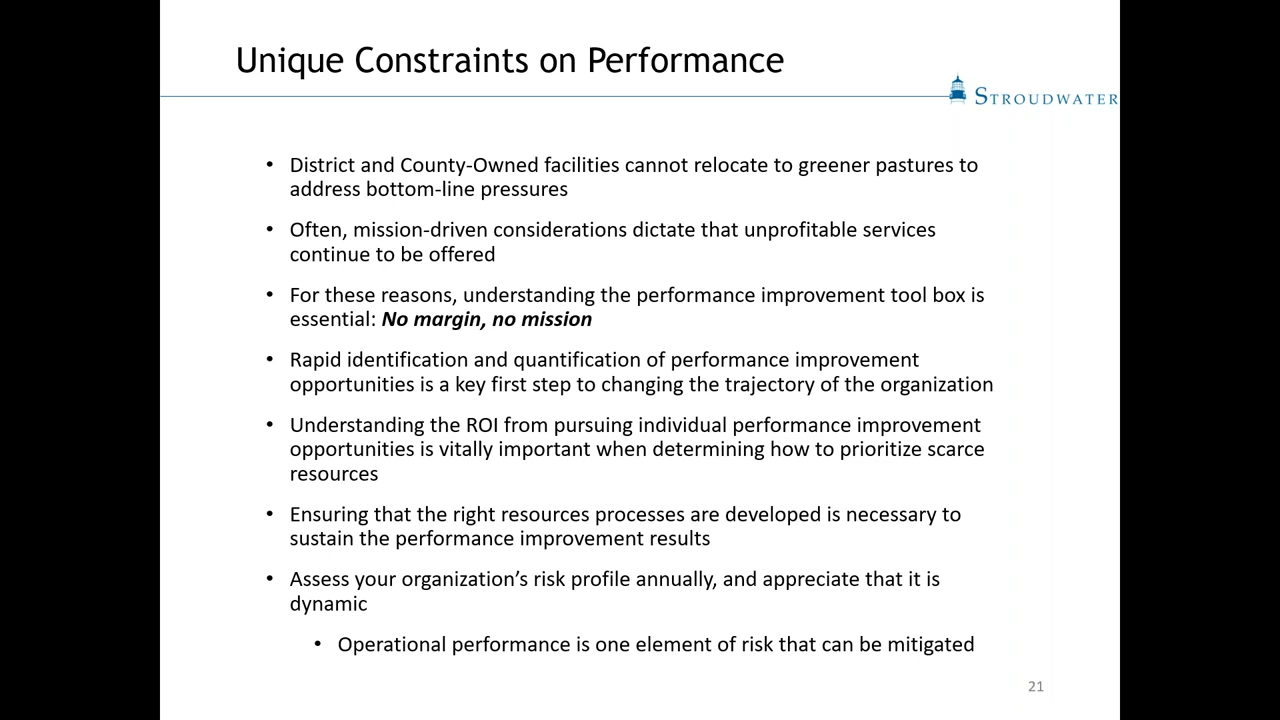 Unique Constraints on Performance
STROUDWATER
• District and County-Owned facilities cannot relocate to greener pastures to
address bottom-line pressures
• Often, mission-driven considerations dictate that unprofitable services
continue to be offered
• For these reasons, understanding the performance improvement tool box is
essential: No margin, no mission
• Rapid identification and quantification of performance improvement
opportunities is a key first step to changing the trajectory of the organization
• Understanding the ROI from pursuing individual performance improvement
opportunities is vitally important when determining how to prioritize scarce
resources
• Ensuring that the right resources processes are developed is necessary to
sustain the performance improvement results
• Assess your organization’s risk profile annually, and appreciate that it is
dynamic
• Operational performance is one element of risk that can be mitigated
21